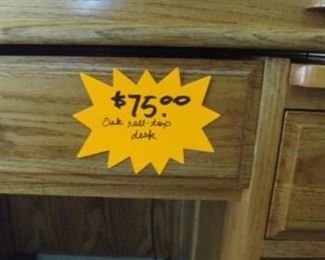 $75.00
Oak roll-top
desk